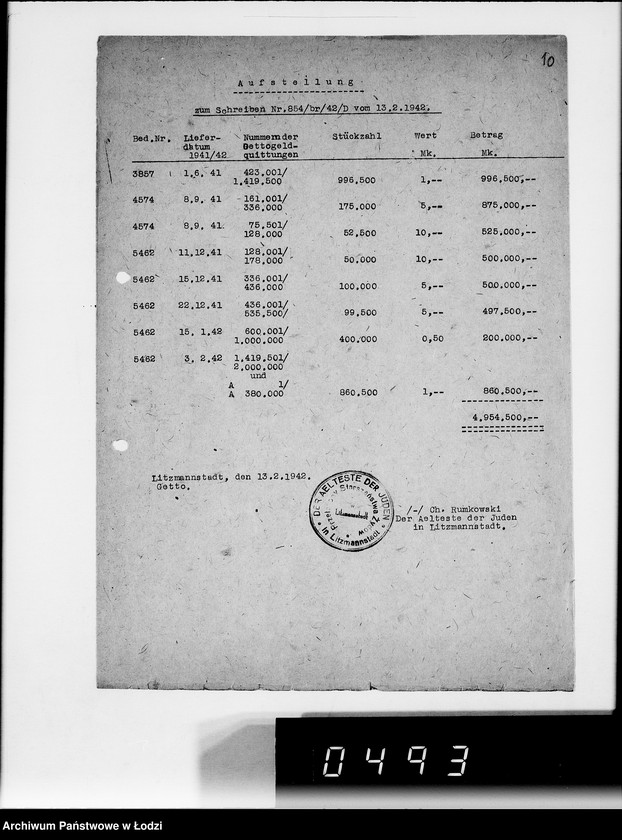 10
Aufsteilung
zum Schreiben Nr.854/br/42/D vom 13.2.1942.
Bed.Nr. Liefer- Nummernder Stückzahl Wert Betrag
datum Gettogeld-
1941/42 quittungen Mk. Mk.
3857 1.6. 41 423.001/
1.419.500 996.500 1,-- 996.500,--
4574 8.9. 41 161.001/
336.000 175.000 5,-- 875.000,--
4574 8.9. 41. 75.501/
128.000 52.500 10,-- 525.000,--
5462 11.12.41 128.001/
178.000 50.000 10,-- 500.000,--
5462 15.12.41 336.001/
436.000 100.000 5,-- 500.000,--
5462 22.12.41 436.001/
535.500/ 99.500 5,-- 497.500,--
5462 15. 1.42 600.001/
1.000.000 400.000 0,50 200.000,--
5462 3. 2.42 1.419.501/
2.000.000
und
A 1/
A 380.000 860.500 1,-- 860.500,--
4.954.500,--
Litzmannstadt, den 13.2.1942.
Getto.
DER AELTESTE DER JUDEN
in Litzmannstadt
Litzmannstadt
/-/ Ch. Rumkowski
Der Aelteste der Juden
in Litzmannstadt.
0493
Archiwum Państwowe w Łodzi